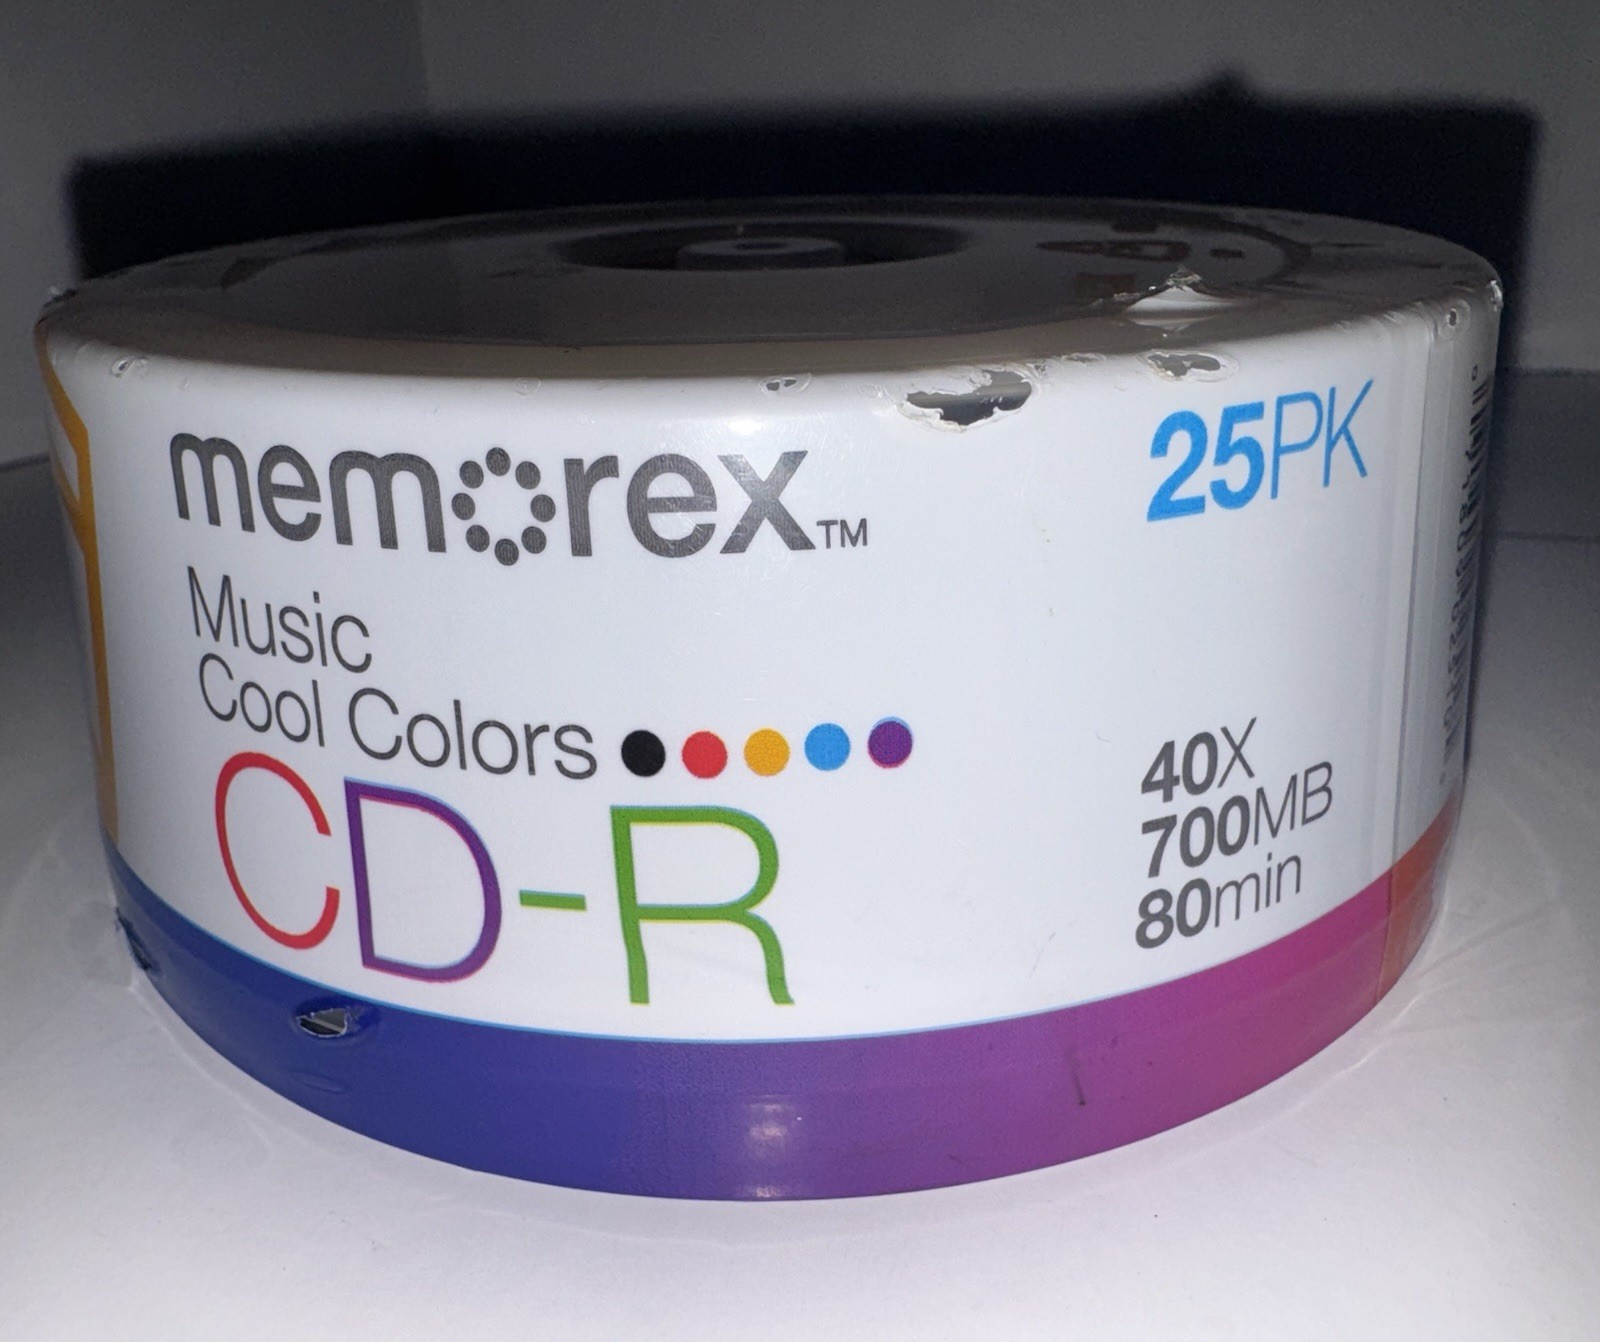 memorex™
25PK
Music
Cool Colors
CD-R
40X
700MB
80min